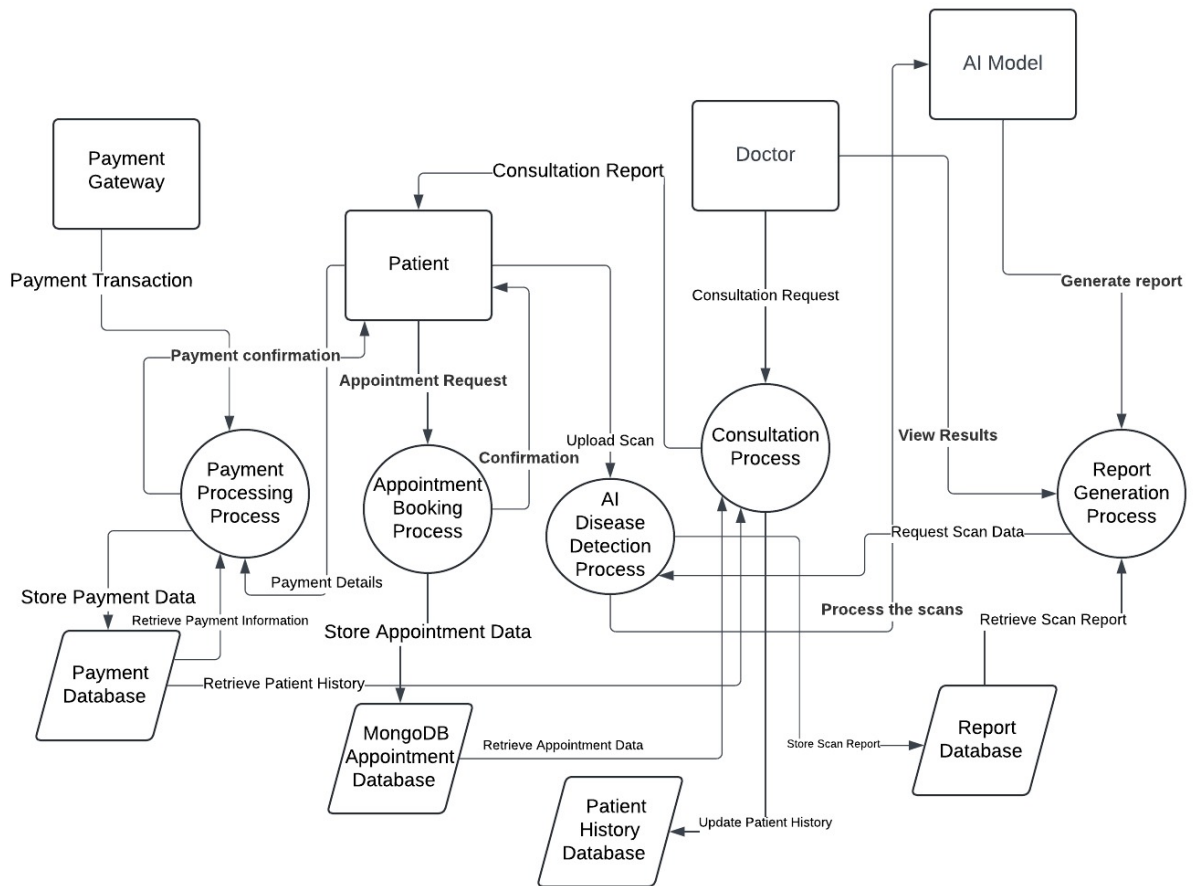 AI Model
Doctor
Payment
Gateway
Consultation Report
Patient
Payment Transaction
Generate report
Consultation Request
Payment confirmation
Appointment Request
Upload Scan
View Results
Consultation
Process
Confirmation
Payment
Processing
Process
Appointment
Booking
Process
AI
Disease
Detection
Process
Report
Generation
Process
Request Scan Data
Payment Details
Store Payment Data
Retrieve Payment Information
Store Appointment Data
Process the scans
Retrieve Scan Report
Payment
Database
Retrieve Patient History
MongoDB
Appointment
Database
Retrieve Appointment Data
Store Scan Report
Report
Database
Patient
History
Database
Update Patient History